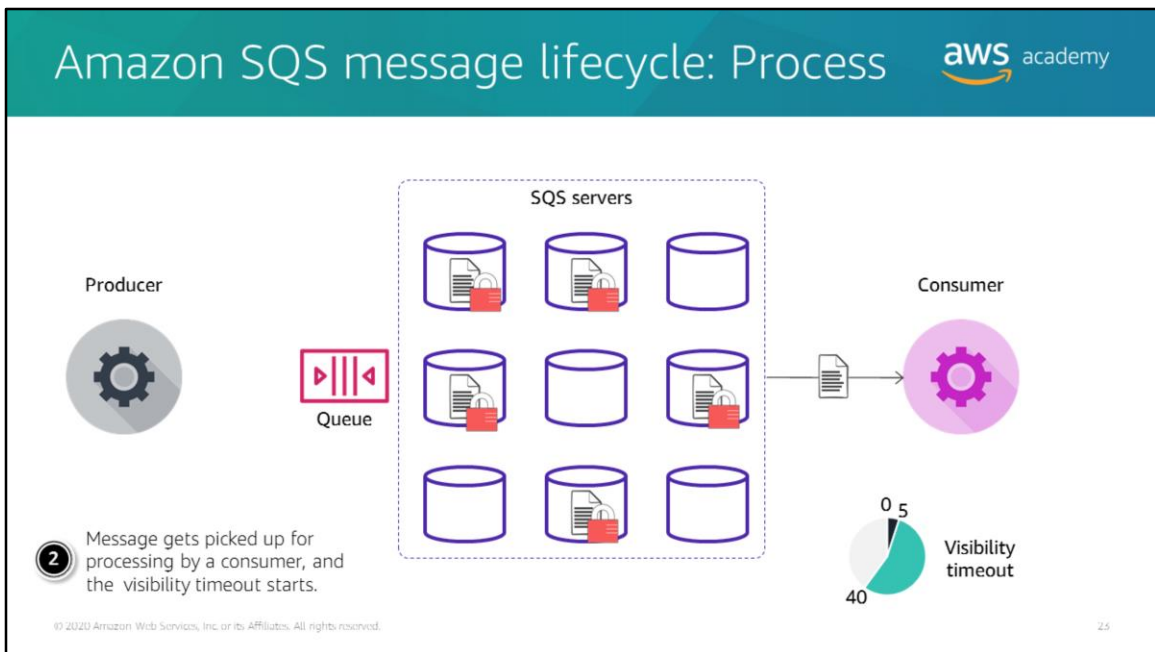 Amazon SQS message lifecycle: Process
aws academy
SQS servers
Producer
Consumer
Queue
2
Message gets picked up for
processing by a consumer, and
the visibility timeout starts.
0
5
40
Visibility
timeout
© 2020 Amazon Web Services, Inc. or its Affiliates. All rights reserved.
23